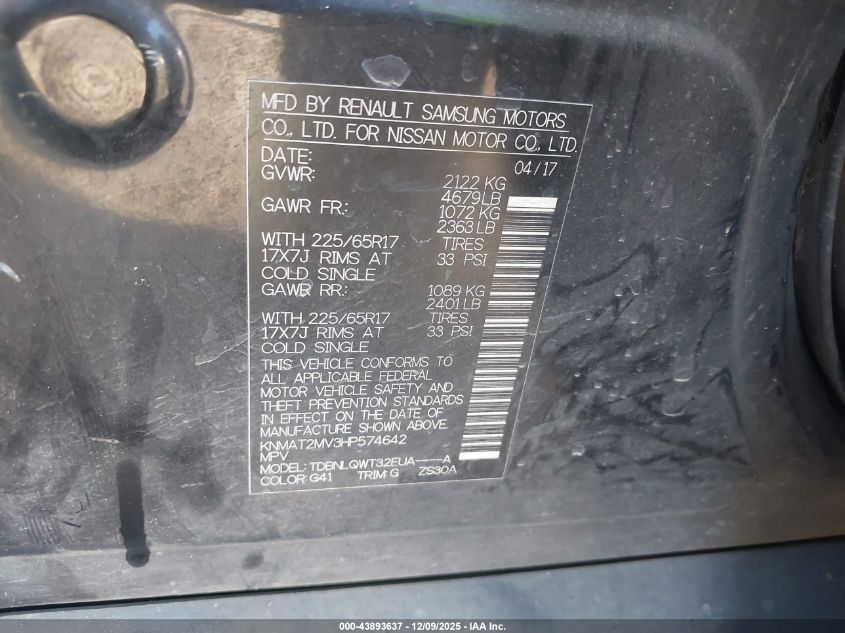 MFD BY RENAULT SAMSUNG MOTORS
CO., LTD. FOR NISSAN MOTOR CO., LTD.
DATE: 04/17
GVWR: 2122 KG
4679 LB
GAWR FR.: 1072 KG
2363 LB
WITH 225/65R17 TIRES
17X7J RIMS AT 33 PSI
COLD SINGLE
GAWR RR.: 1089 KG
2401 LB
WITH 225/65R17 TIRES
17X7J RIMS AT 33 PSI
COLD SINGLE
THIS VEHICLE CONFORMS TO
ALL APPLICABLE FEDERAL
MOTOR VEHICLE SAFETY AND
THEFT PREVENTION STANDARDS
IN EFFECT ON THE DATE OF
MANUFACTURE SHOWN ABOVE.
KNMAT2MV3HP574642
MPV
MODEL: TDBNLQWT32EUA----A
COLOR: G41 TRIM: G ZS30A
000-43893637 - 12/09/2025 - IAA Inc.